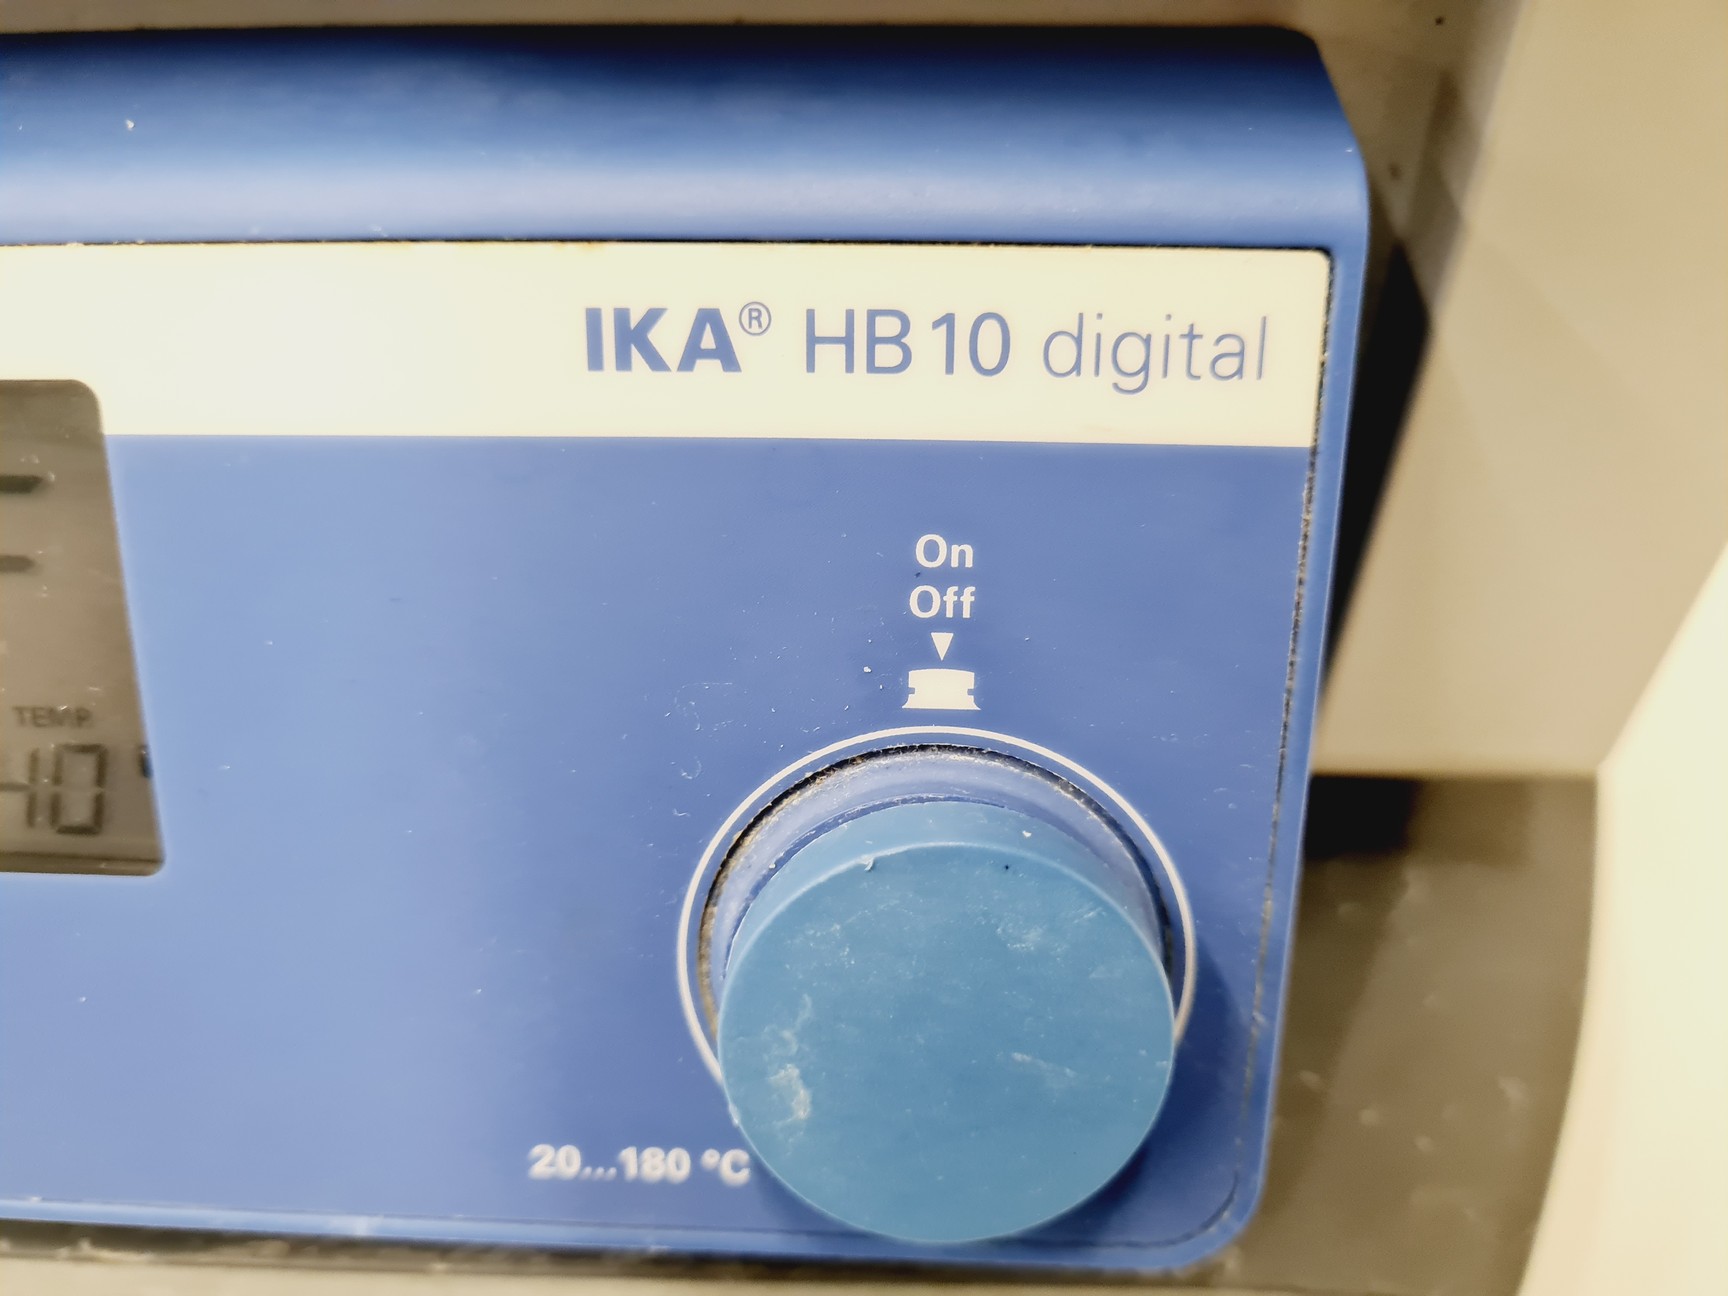 IKA® HB10 digital
On
Off
TEMP.
40
20...180 °C